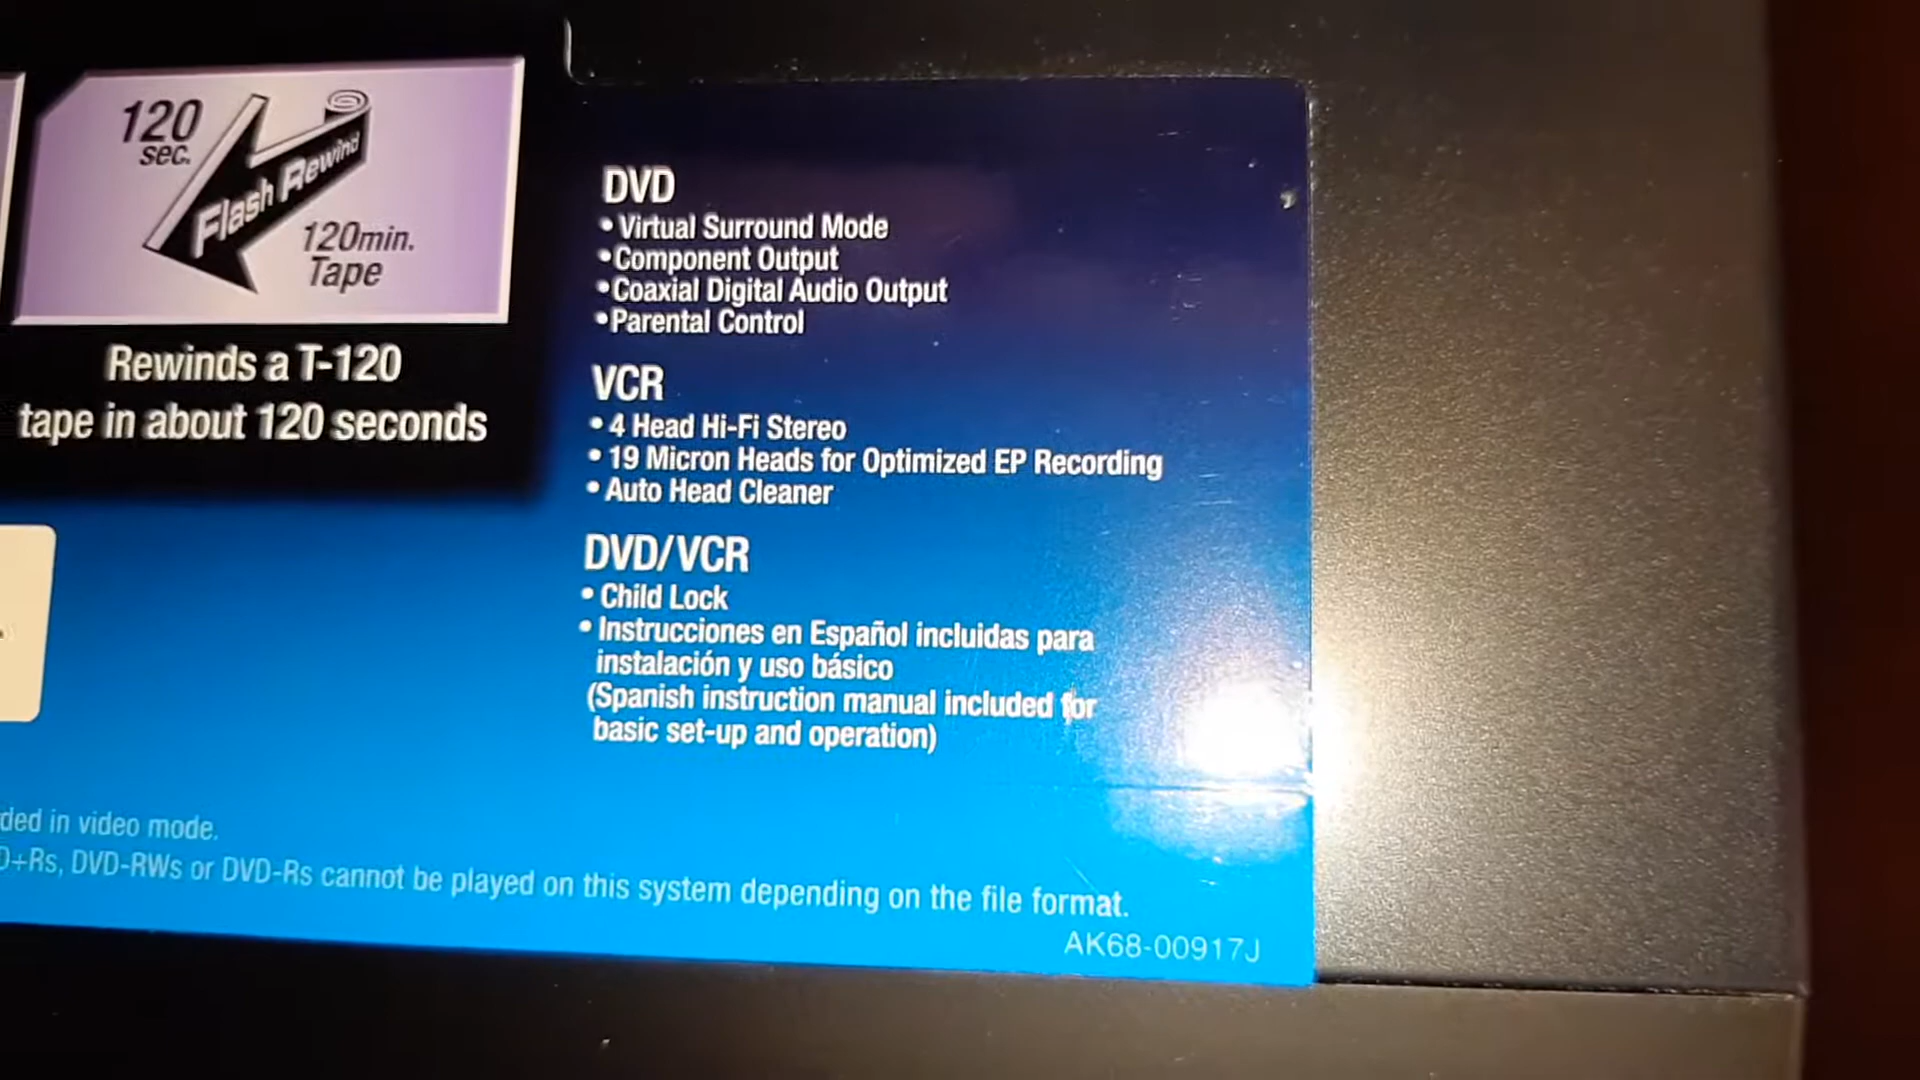 120
sec.
Flash Rewind
120min.
Tape
Rewinds a T-120
tape in about 120 seconds
DVD
• Virtual Surround Mode
• Component Output
• Coaxial Digital Audio Output
• Parental Control
VCR
• 4 Head Hi-Fi Stereo
• 19 Micron Heads for Optimized EP Recording
• Auto Head Cleaner
DVD/VCR
• Child Lock
• Instrucciones en Español incluidas para
instalación y uso básico
(Spanish instruction manual included for
basic set-up and operation)
in video mode.
DVD-RWs or DVD-Rs cannot be played on this system depending on the file format.
AK68-00917J